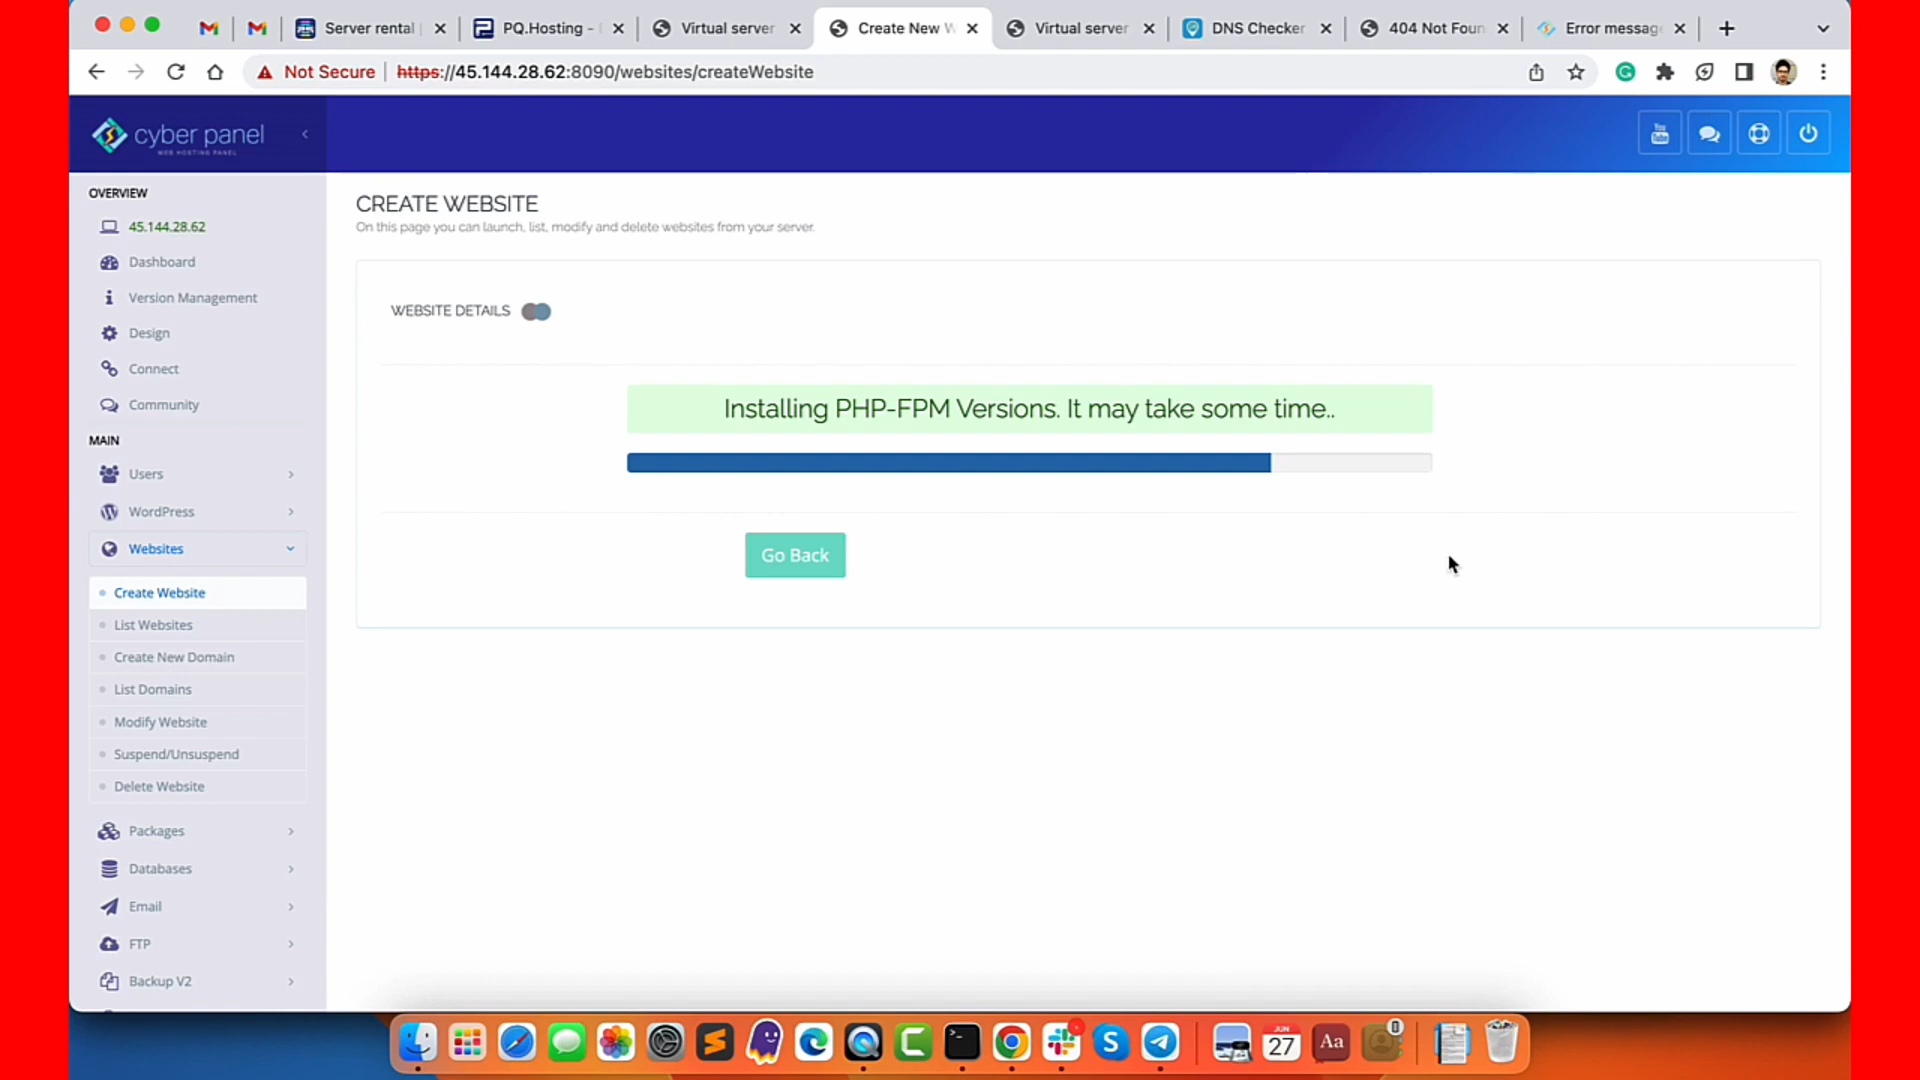 Server rental
PQ.Hosting -
Virtual server
Create New W
Virtual server
DNS Checker
404 Not Foun
Error message
Not Secure
https://45.144.28.62:8090/websites/createWebsite
cyber panel
WEB HOSTING PANEL
You
Tube
OVERVIEW
45.144.28.62
Dashboard
Version Management
Design
Connect
Community
MAIN
Users
WordPress
Websites
Create Website
List Websites
Create New Domain
List Domains
Modify Website
Suspend/Unsuspend
Delete Website
Packages
Databases
Email
FTP
Backup V2
CREATE WEBSITE
On this page you can launch, list, modify and delete websites from your server.
WEBSITE DETAILS
Installing PHP-FPM Versions. It may take some time..
Go Back
JUN
27
Aa
0